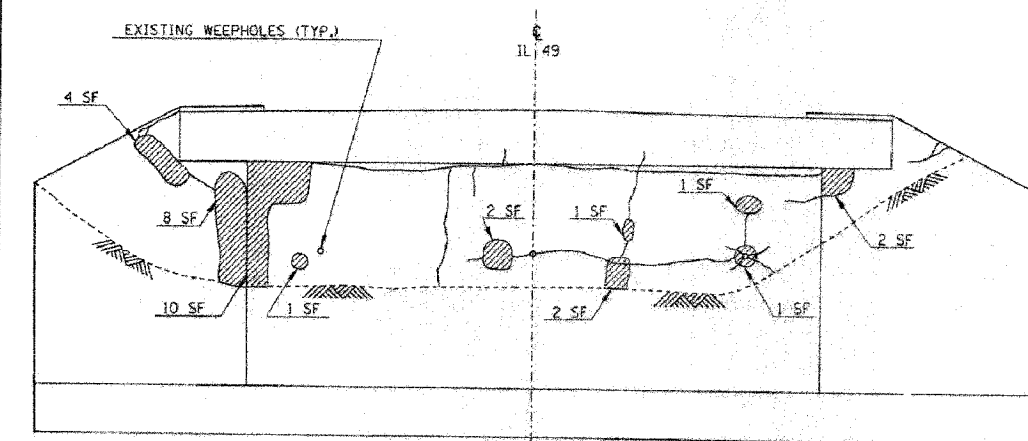 EXISTING WEEPHOLES (TYP.)
℄
IL 49
4 SF
1 SF
8 SF
2 SF
1 SF
2 SF
10 SF
1 SF
2 SF
1 SF